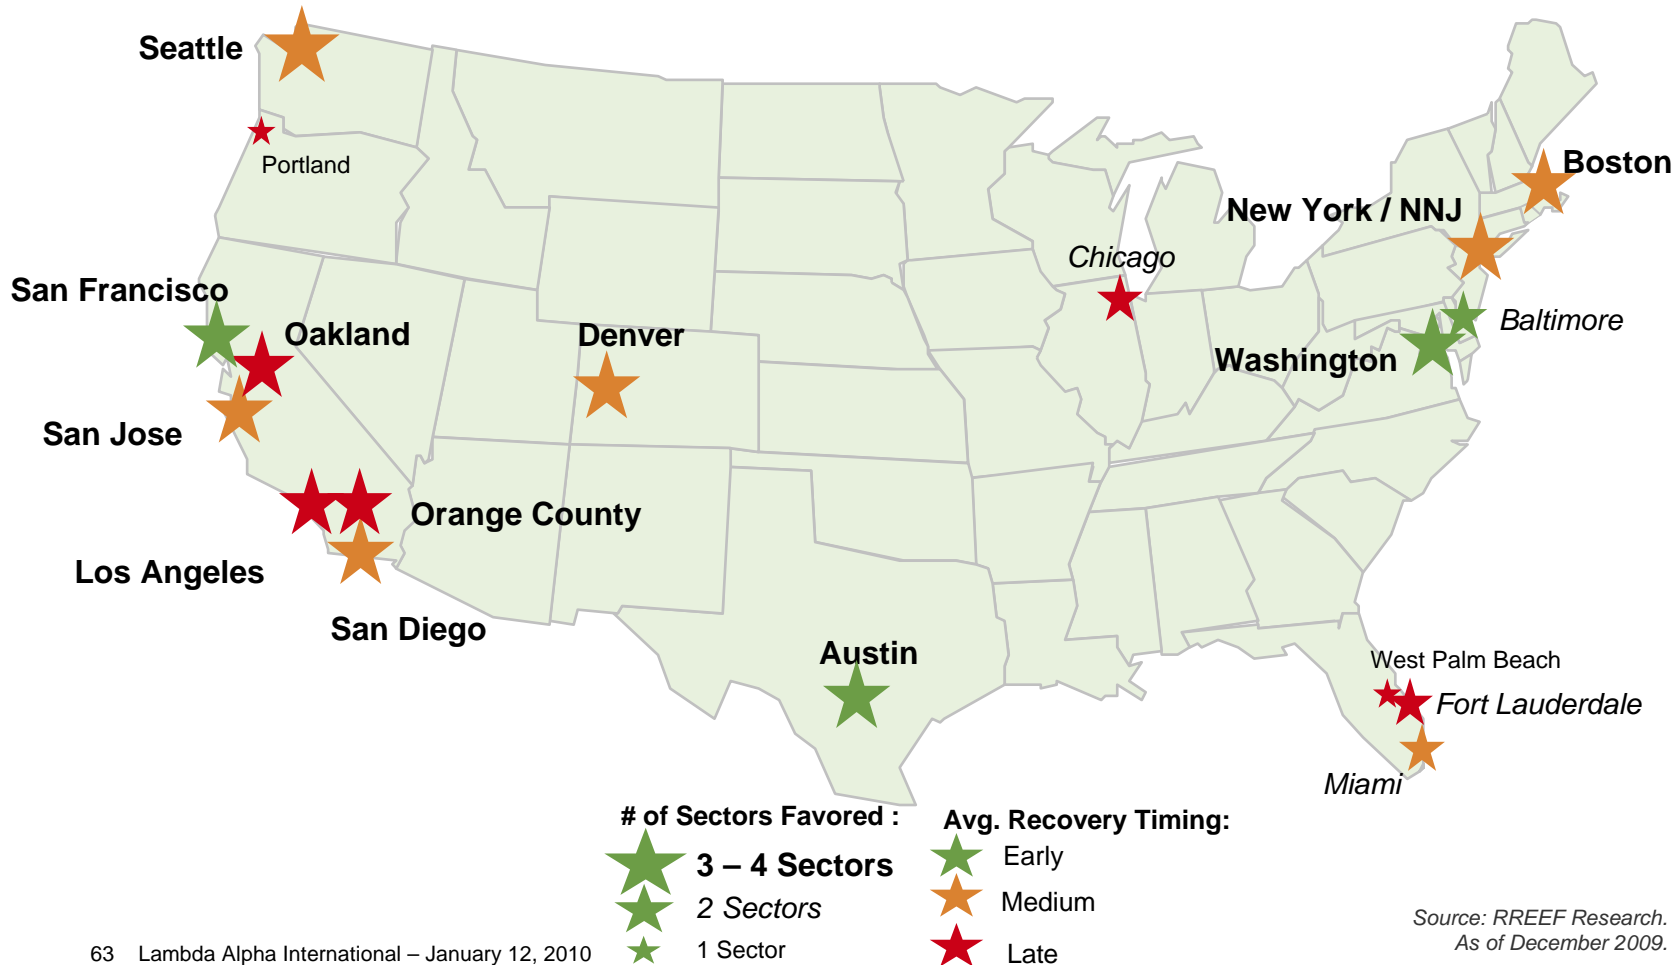 Seattle
Portland
Boston
New York / NNJ
Chicago
San Francisco
Oakland
Denver
Baltimore
Washington
San Jose
Orange County
Los Angeles
San Diego
Austin
West Palm Beach
Fort Lauderdale
Miami
# of Sectors Favored :
3 – 4 Sectors
2 Sectors
1 Sector
Avg. Recovery Timing:
Early
Medium
Late
Source: RREEF Research.
As of December 2009.
63 Lambda Alpha International – January 12, 2010